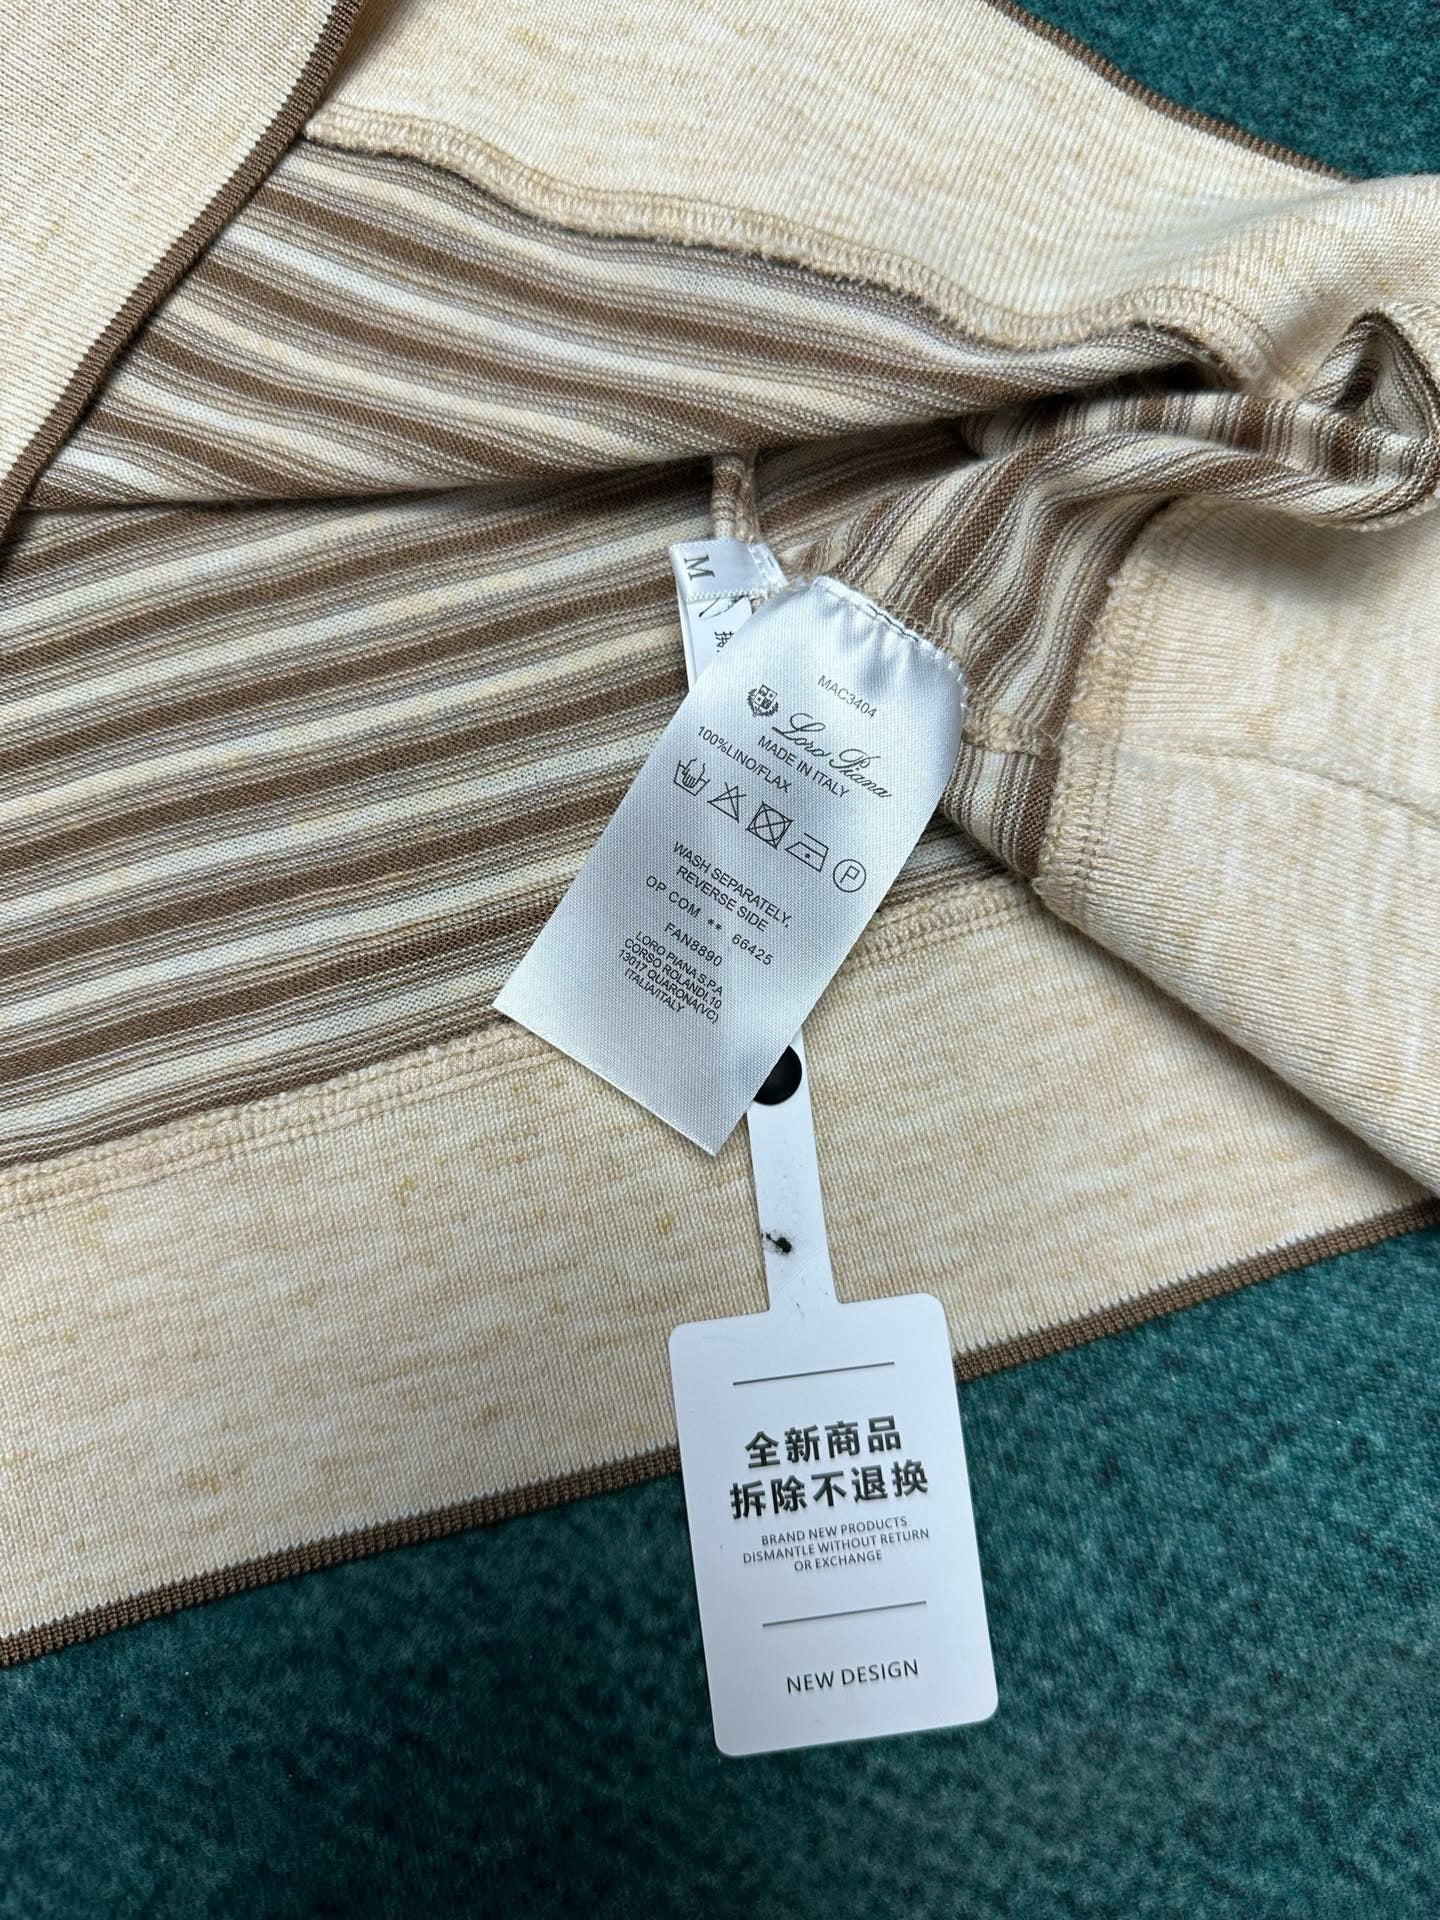 M
MAC3404
Loro Piana
MADE IN ITALY
100%LINO/FLAX
P
WASH SEPARATELY,
REVERSE SIDE
OP COM ** 66425
FAN8890
LORO PIANA S.P.A
CORSO ROLANDI,10
13017 QUARONA(VC)
ITALIA/ITALY
全新商品
拆除不退换
BRAND NEW PRODUCTS
DISMANTLE WITHOUT RETURN
OR EXCHANGE
NEW DESIGN